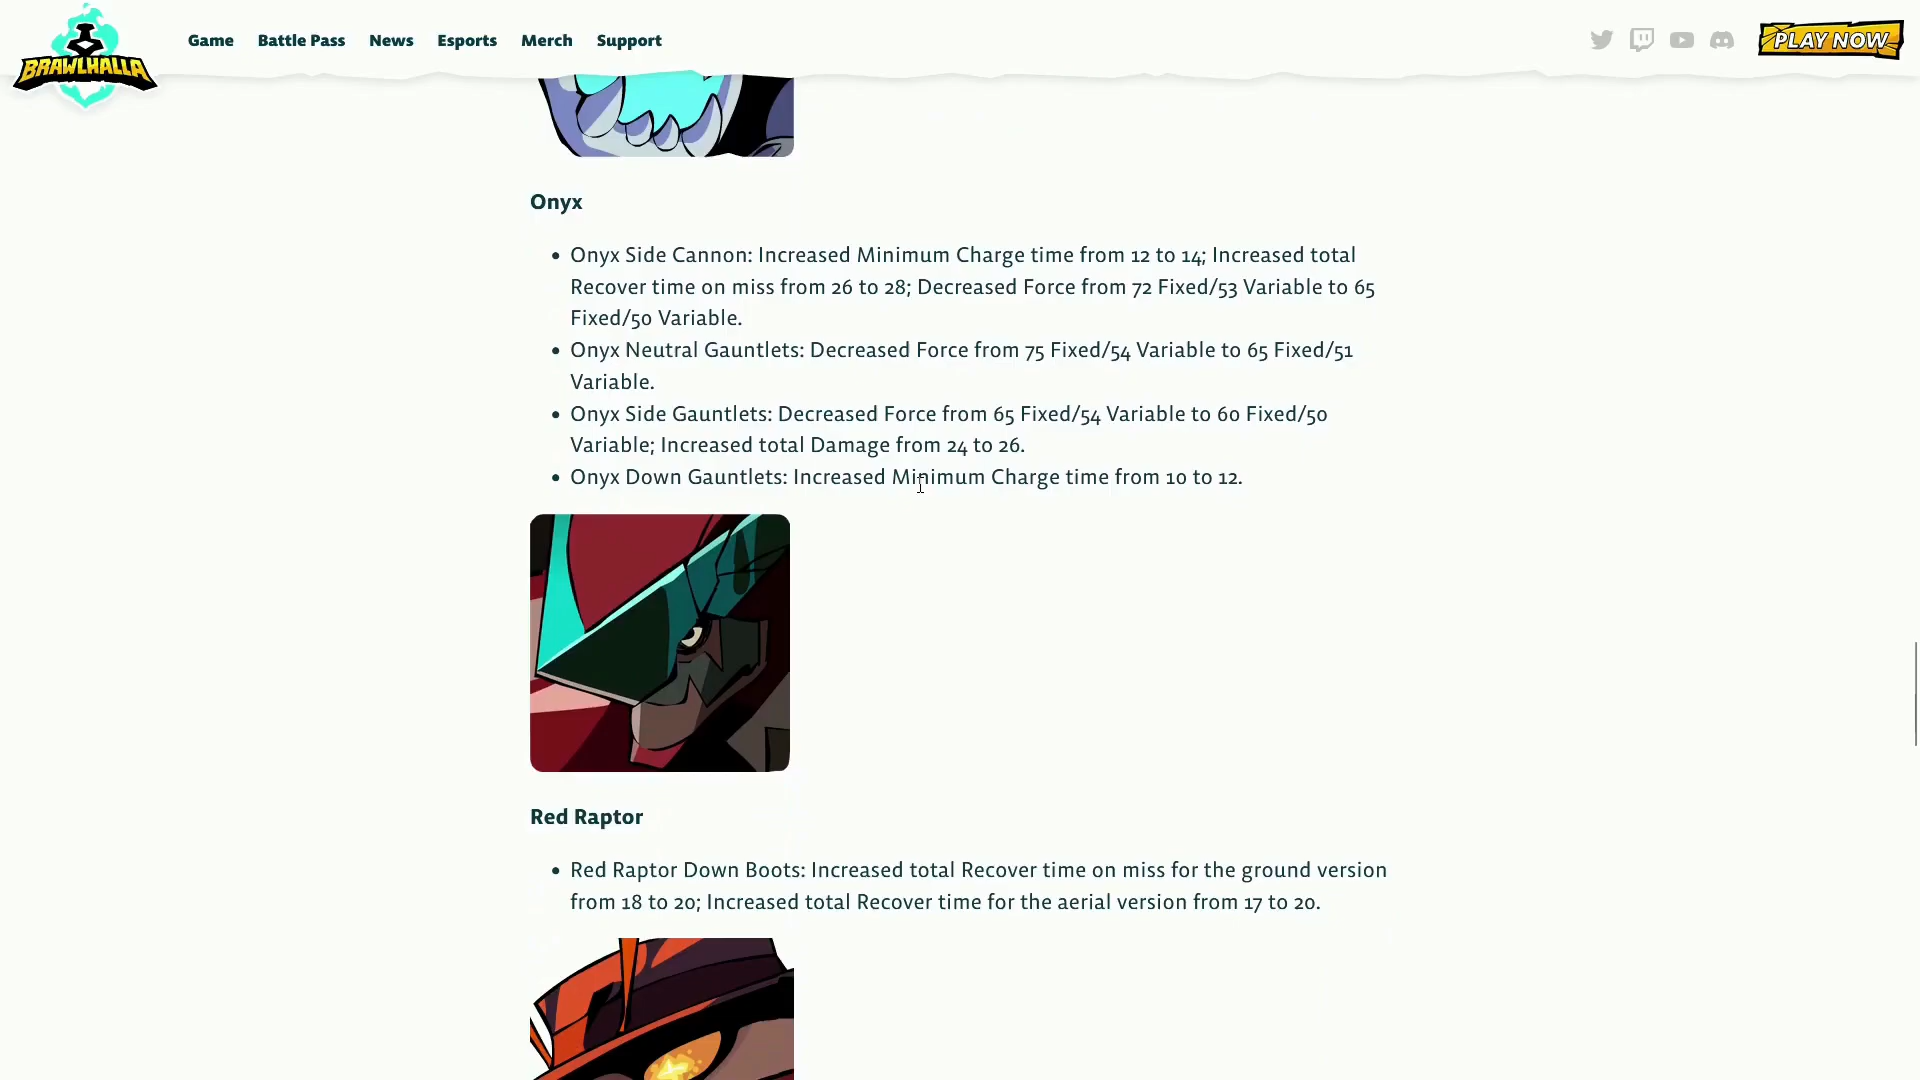 BRAWLHALLA
Game Battle Pass News Esports Merch Support
PLAY NOW
Onyx
• Onyx Side Cannon: Increased Minimum Charge time from 12 to 14; Increased total
Recover time on miss from 26 to 28; Decreased Force from 72 Fixed/53 Variable to 65
Fixed/50 Variable.
• Onyx Neutral Gauntlets: Decreased Force from 75 Fixed/54 Variable to 65 Fixed/51
Variable.
• Onyx Side Gauntlets: Decreased Force from 65 Fixed/54 Variable to 60 Fixed/50
Variable; Increased total Damage from 24 to 26.
• Onyx Down Gauntlets: Increased Minimum Charge time from 10 to 12.
Red Raptor
• Red Raptor Down Boots: Increased total Recover time on miss for the ground version
from 18 to 20; Increased total Recover time for the aerial version from 17 to 20.